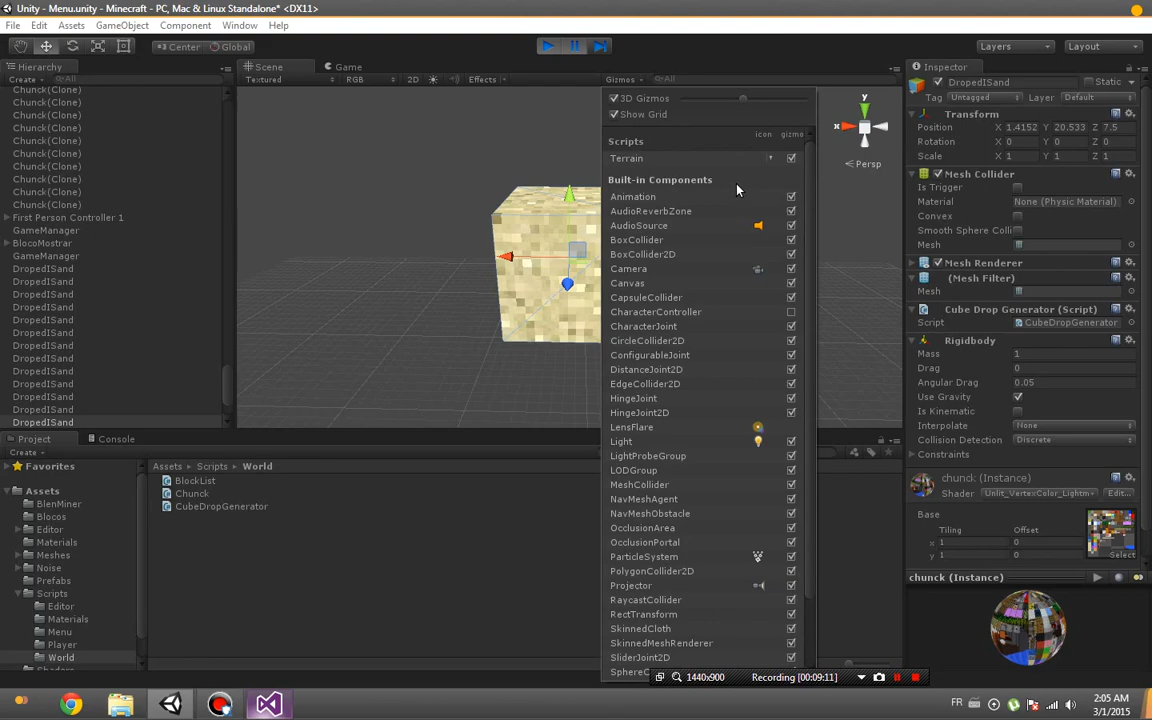 Unity - Menu.unity - Minecraft - PC, Mac & Linux Standalone* <DX11>
File Edit Assets GameObject Component Window Help
Center Global Layers Layout
Hierarchy Scene Game Inspector
Create All Textured RGB 2D Effects Gizmos All DropedISand Static
Chunck(Clone) 3D Gizmos Tag Untagged Layer Default
Chunck(Clone) Show Grid y Transform
Chunck(Clone) x Position X 1.4152 Y 20.533 Z 7.5
Chunck(Clone) Scripts icon gizmo Rotation X 0 Y 0 Z 0
Chunck(Clone) Terrain Persp Scale X 1 Y 1 Z 1
Chunck(Clone) Built-in Components Mesh Collider
Chunck(Clone) Animation Is Trigger
Chunck(Clone) AudioReverbZone Material None (Physic Material)
Chunck(Clone) AudioSource Convex
Chunck(Clone) BoxCollider Smooth Sphere Colli
First Person Controller 1 BoxCollider2D Mesh
GameManager Camera Mesh Renderer
BlocoMostrar Canvas (Mesh Filter)
GameManager CapsuleCollider Mesh
DropedISand CharacterController Cube Drop Generator (Script)
DropedISand CharacterJoint Script CubeDropGenerator
DropedISand CircleCollider2D Rigidbody
DropedISand ConfigurableJoint Mass 1
DropedISand DistanceJoint2D Drag 0
DropedISand EdgeCollider2D Angular Drag 0.05
DropedISand HingeJoint Use Gravity
DropedISand HingeJoint2D Is Kinematic
DropedISand LensFlare Interpolate None
DropedISand Light Collision Detection Discrete
DropedISand LightProbeGroup Constraints
DropedISand LODGroup chunck (Instance)
DropedISand MeshCollider Shader Unlit_VertexColor_Lightm Edit...
Project Console NavMeshAgent Base
Create NavMeshObstacle Tiling Offset
Favorites Assets Scripts World OcclusionArea x 1 0
Assets BlockList OcclusionPortal y 1 0 Select
BlenMiner Chunck ParticleSystem chunck (Instance)
Blocos CubeDropGenerator PolygonCollider2D
Editor Projector
Materials RaycastCollider
Meshes RectTransform
Noise SkinnedCloth
Prefabs SkinnedMeshRenderer
Scripts SliderJoint2D
Editor
Materials
Menu
Player
World
1440x900 Recording [00:09:11]
FR 2:05 AM
3/1/2015